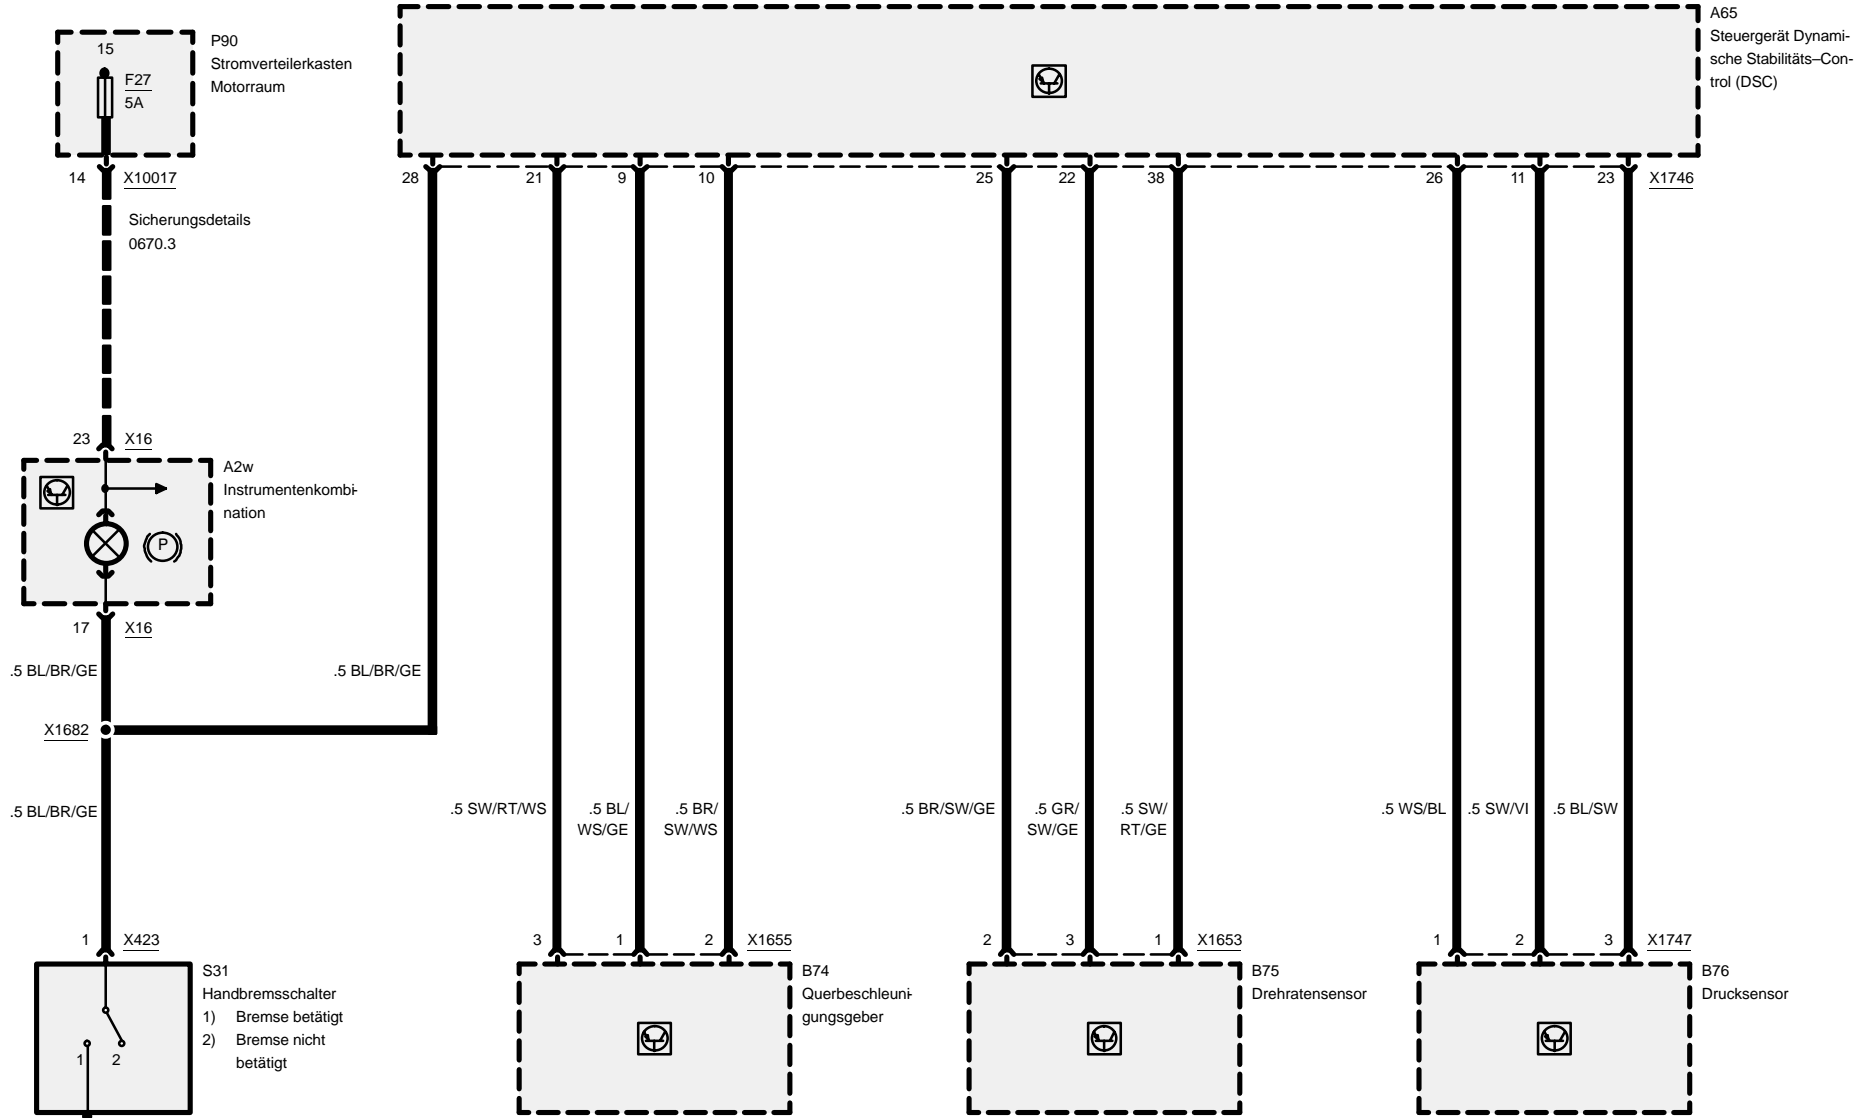 P90
Stromverteilerkasten
Motorraum
15
F27
5A
A65
Steuergerät Dynami-
sche Stabilitäts–Con-
trol (DSC)
14 X10017
28 21 9 10 25 22 38 26 11 23 X1746
Sicherungsdetails
0670.3
23 X16
A2w
Instrumentenkombi-
nation
P
17 X16
.5 BL/BR/GE .5 BL/BR/GE
X1682
.5 BL/BR/GE
.5 SW/RT/WS
.5 BL/
WS/GE
.5 BR/
SW/WS
.5 BR/SW/GE
.5 GR/
SW/GE
.5 SW/
RT/GE
.5 WS/BL
.5 SW/VI
.5 BL/SW
1 X423
3 1 2 X1655
2 3 1 X1653
1 2 3 X1747
S31
Handbremsschalter
1) Bremse betätigt
2) Bremse nicht
betätigt
1 2
B74
Querbeschleuni-
gungsgeber
B75
Drehratensensor
B76
Drucksensor